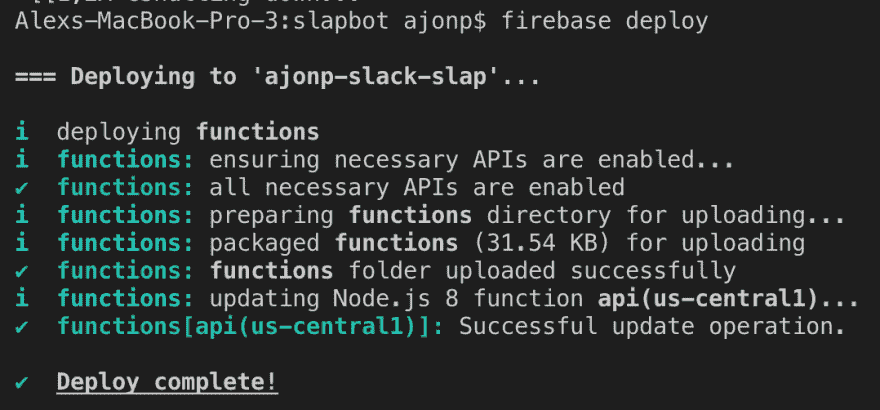 Alexs-MacBook-Pro-3:slapbot ajonp$ firebase deploy
=== Deploying to 'ajonp-slack-slap'...
i deploying functions
i functions: ensuring necessary APIs are enabled...
✔ functions: all necessary APIs are enabled
i functions: preparing functions directory for uploading...
i functions: packaged functions (31.54 KB) for uploading
✔ functions: functions folder uploaded successfully
i functions: updating Node.js 8 function api(us-central1)...
✔ functions[api(us-central1)]: Successful update operation.
✔ Deploy complete!